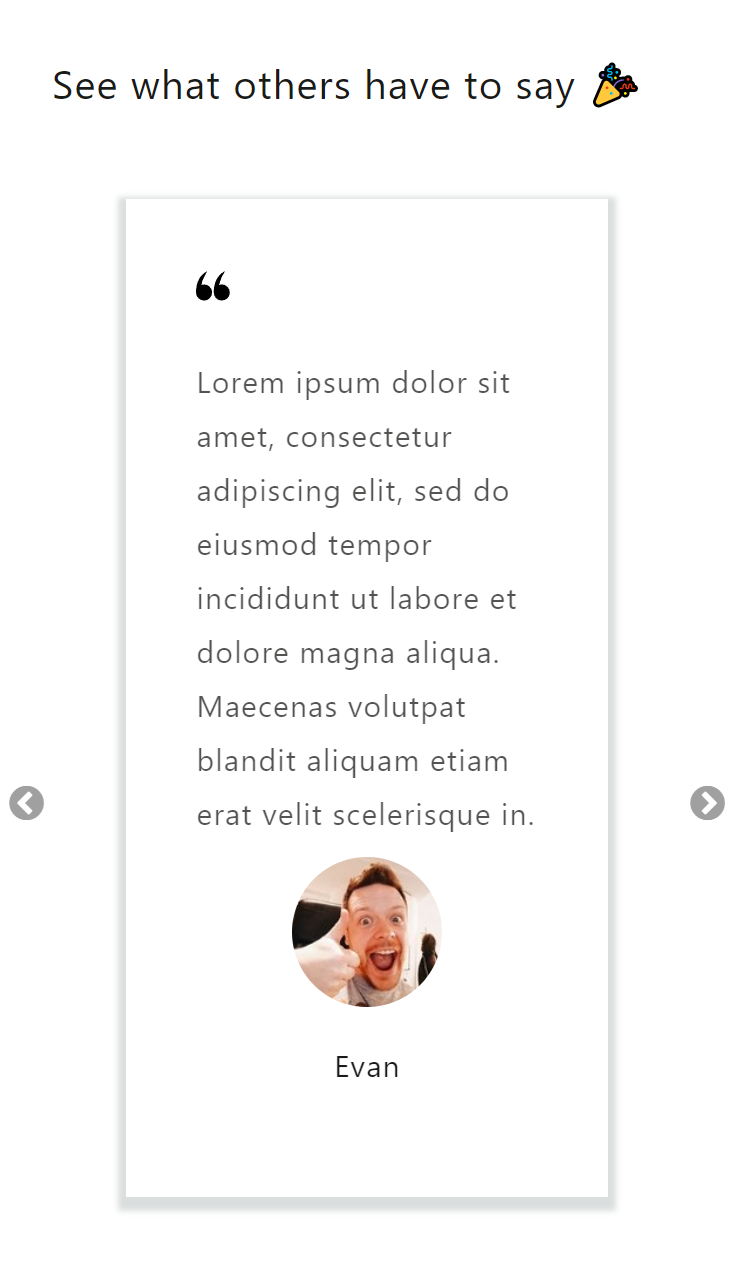 See what others have to say 🎉
“
Lorem ipsum dolor sit
amet, consectetur
adipiscing elit, sed do
eiusmod tempor
incididunt ut labore et
dolore magna aliqua.
Maecenas volutpat
blandit aliquam etiam
erat velit scelerisque in.
Evan